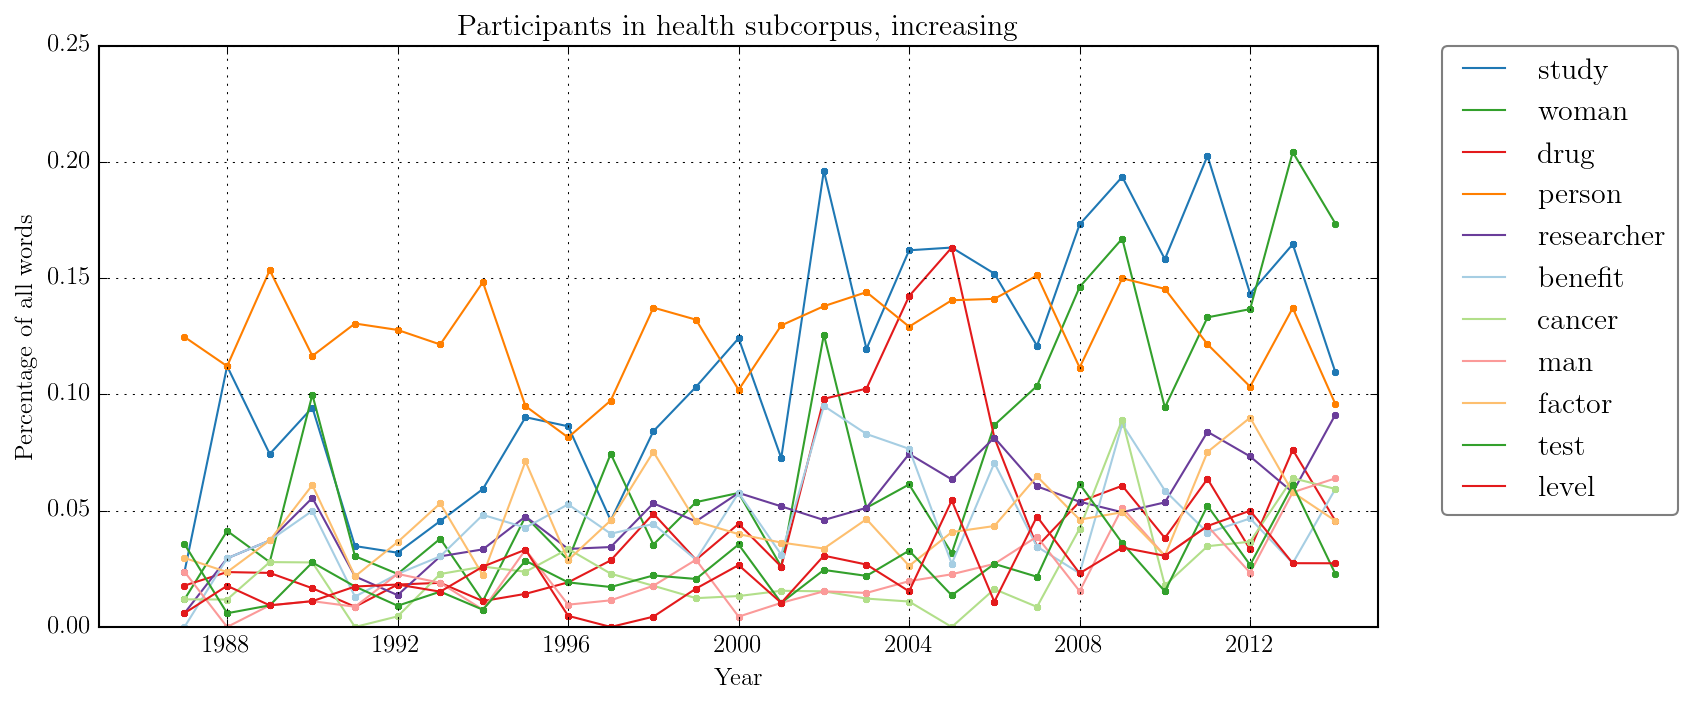 Participants in health subcorpus, increasing
0.25
0.20
0.15
0.10
0.05
0.00
Percentage of all words
1988 1992 1996 2000 2004 2008 2012
Year
study
woman
drug
person
researcher
benefit
cancer
man
factor
test
level